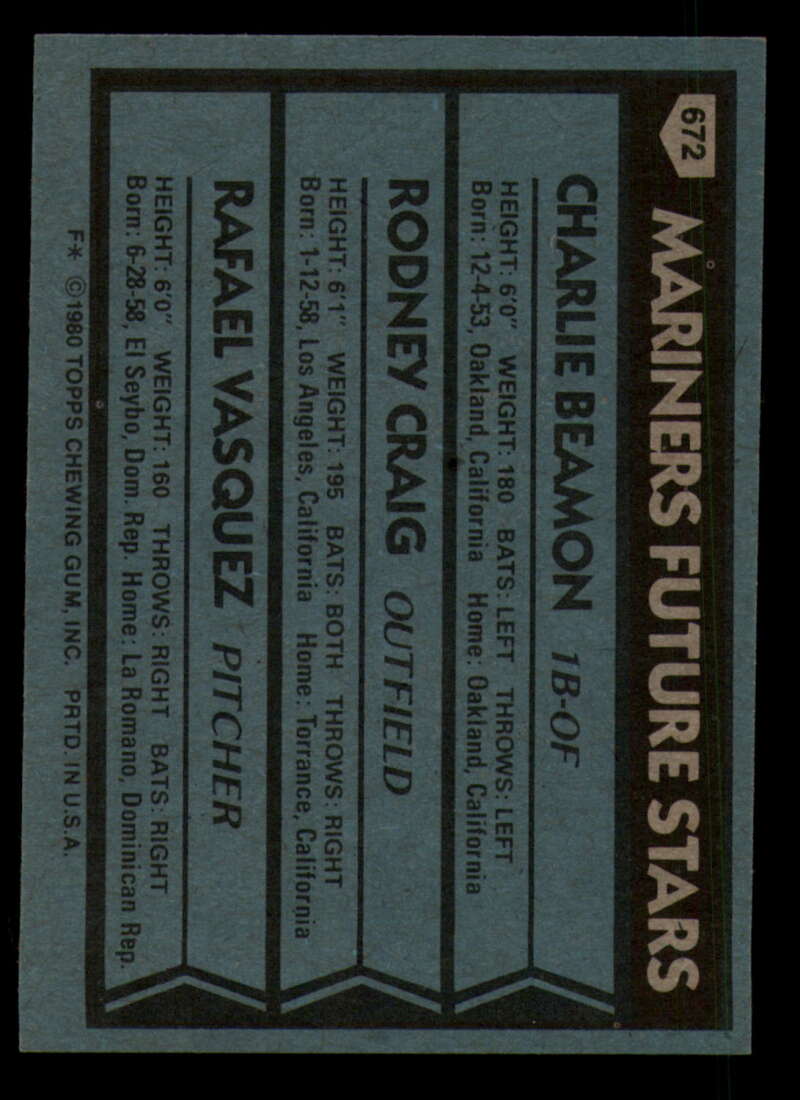 672
MARINERS FUTURE STARS
CHARLIE BEAMON 1B-OF
HEIGHT: 6'0" WEIGHT: 180 BATS: LEFT THROWS: LEFT
Born: 12-4-53, Oakland, California Home: Oakland, California
RODNEY CRAIG OUTFIELD
HEIGHT: 6'1" WEIGHT: 195 BATS: BOTH THROWS: RIGHT
Born: 1-12-58, Los Angeles, California Home: Torrance, California
RAFAEL VASQUEZ PITCHER
HEIGHT: 6'0" WEIGHT: 160 THROWS: RIGHT BATS: RIGHT
Born: 6-28-58, El Seybo, Dom. Rep. Home: La Romano, Dominican Rep.
F* ©1980 TOPPS CHEWING GUM, INC. PRTD. IN U.S.A.